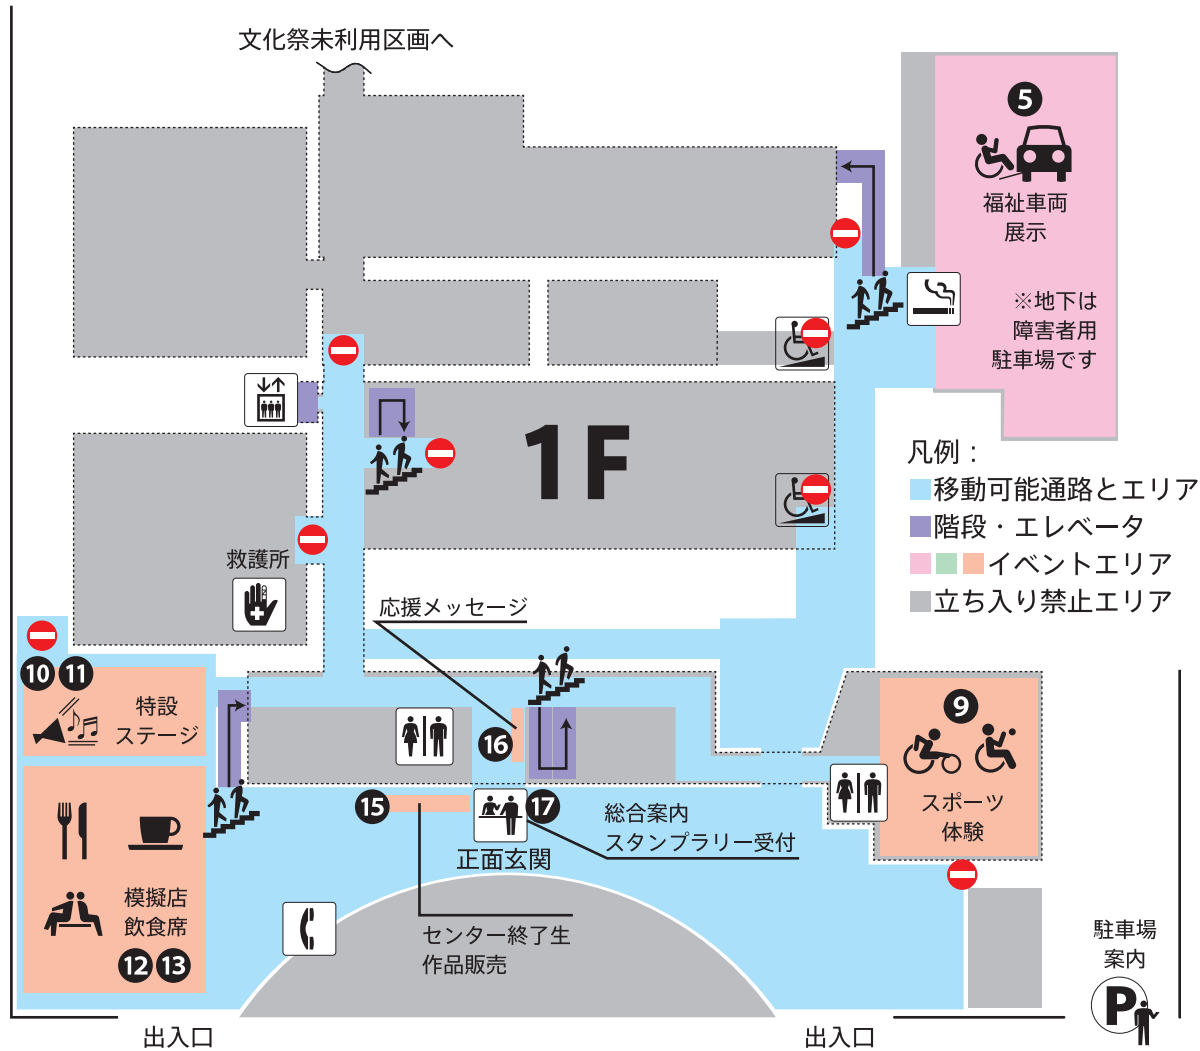 文化祭未利用区画へ
5
福祉車両
展示
※地下は
障害者用
駐車場です
1F
凡例：
移動可能通路とエリア
階段・エレベータ
イベントエリア
立ち入り禁止エリア
救護所
応援メッセージ
10 11
特設
ステージ
16
9
スポーツ
体験
15
17
総合案内
スタンプラリー受付
正面玄関
模擬店
飲食席
12 13
センター終了生
作品販売
駐車場
案内
P
出入口
出入口